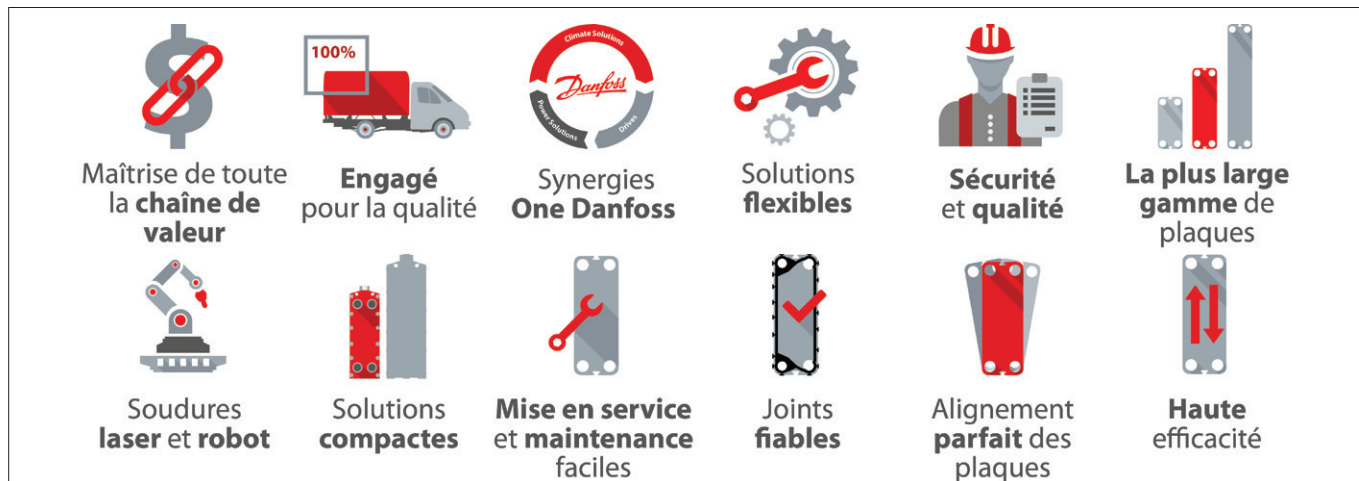 100%
Climate Solutions
Danfoss
Power Solutions
Drives
Maîtrise de toute
la chaîne de
valeur
Engagé
pour la qualité
Synergies
One Danfoss
Solutions
flexibles
Sécurité
et qualité
La plus large
gamme de
plaques
Soudures
laser et robot
Solutions
compactes
Mise en service
et maintenance
faciles
Joints
fiables
Alignement
parfait des
plaques
Haute
efficacité